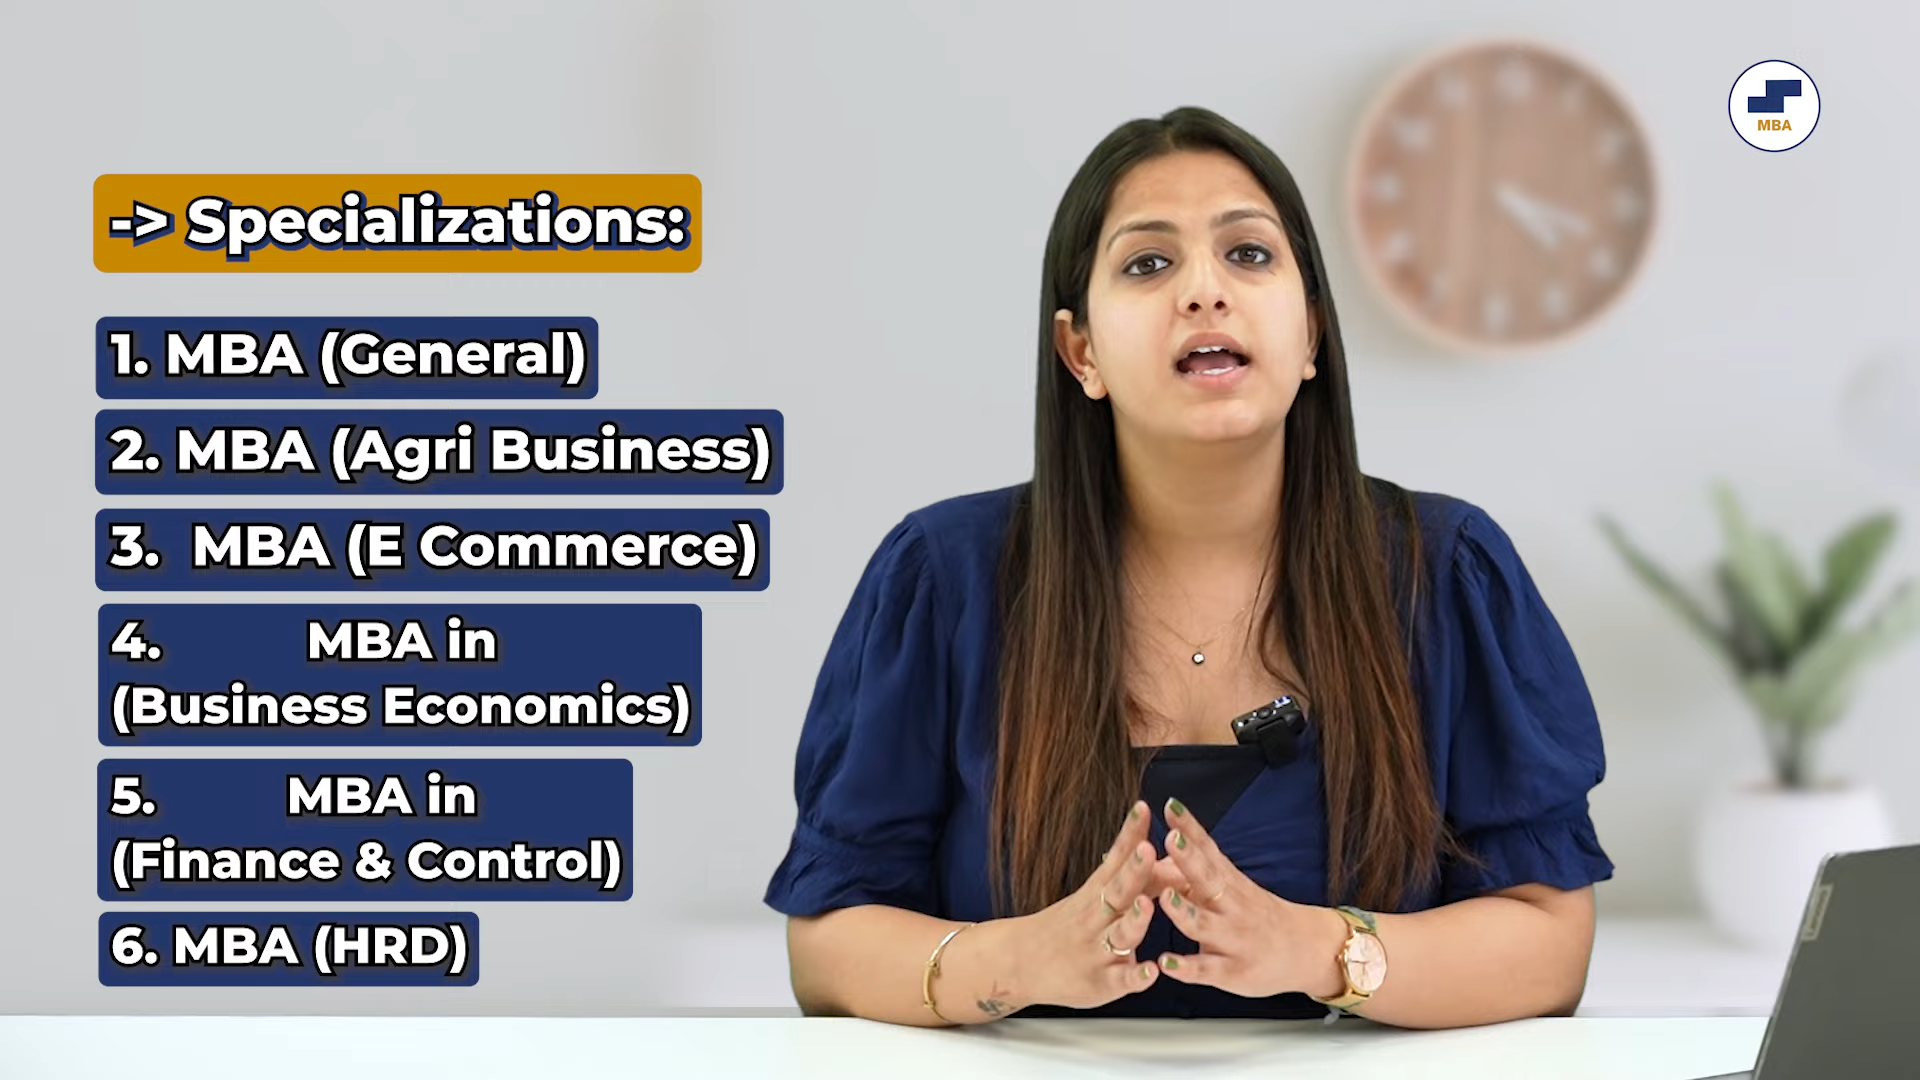 -> Specializations:
1. MBA (General)
2. MBA (Agri Business)
3. MBA (E Commerce)
4. MBA in
(Business Economics)
5. MBA in
(Finance & Control)
6. MBA (HRD)
MBA
Lenovo